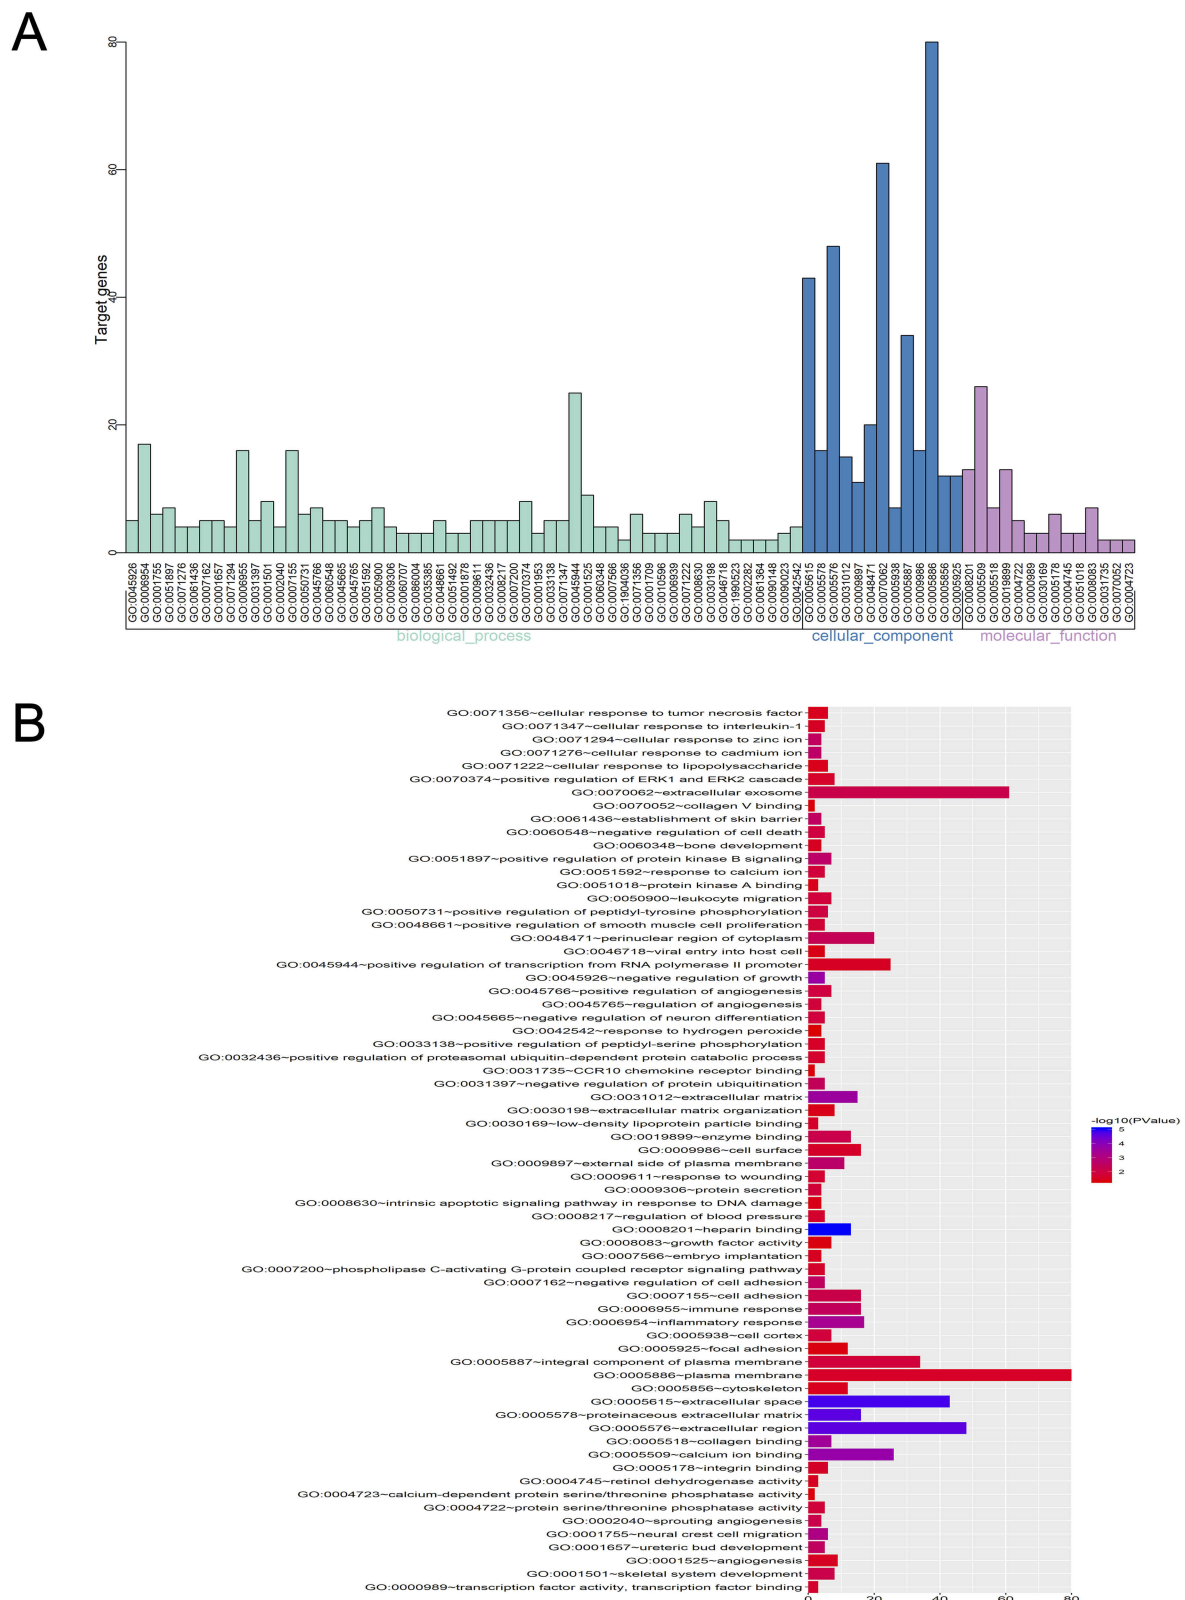 A
Target genes
80
60
40
20
0
GO:0045926
GO:0006954
GO:0001755
GO:0051897
GO:0071276
GO:0061436
GO:0007162
GO:0001657
GO:0071294
GO:0006955
GO:0031397
GO:0001501
GO:0002040
GO:0007155
GO:0050731
GO:0045766
GO:0060548
GO:0045665
GO:0045765
GO:0051592
GO:0050900
GO:0009306
GO:0060707
GO:0086004
GO:0035385
GO:0048661
GO:0051492
GO:0001878
GO:0009611
GO:0032436
GO:0008217
GO:0007200
GO:0070374
GO:0001953
GO:0033138
GO:0071347
GO:0045944
GO:0001525
GO:0060348
GO:0007566
GO:1904036
GO:0071356
GO:0001709
GO:0010596
GO:0006939
GO:0071222
GO:0008630
GO:0030198
GO:0046718
GO:1990523
GO:0002282
GO:0061364
GO:0090148
GO:0090023
GO:0042542
GO:0005615
GO:0005578
GO:0005576
GO:0031012
GO:0009897
GO:0048471
GO:0070062
GO:0005938
GO:0005887
GO:0009986
GO:0005886
GO:0005856
GO:0005925
GO:0008201
GO:0005509
GO:0005518
GO:0019899
GO:0004722
GO:0000989
GO:0030169
GO:0005178
GO:0004745
GO:0051018
GO:0008083
GO:0031735
GO:0070052
GO:0004723
biological_process cellular_component molecular_function
B
GO:0071356~cellular response to tumor necrosis factor
GO:0071347~cellular response to interleukin-1
GO:0071294~cellular response to zinc ion
GO:0071276~cellular response to cadmium ion
GO:0071222~cellular response to lipopolysaccharide
GO:0070374~positive regulation of ERK1 and ERK2 cascade
GO:0070062~extracellular exosome
GO:0070052~collagen V binding
GO:0061436~establishment of skin barrier
GO:0060548~negative regulation of cell death
GO:0060348~bone development
GO:0051897~positive regulation of protein kinase B signaling
GO:0051592~response to calcium ion
GO:0051018~protein kinase A binding
GO:0050900~leukocyte migration
GO:0050731~positive regulation of peptidyl-tyrosine phosphorylation
GO:0048661~positive regulation of smooth muscle cell proliferation
GO:0048471~perinuclear region of cytoplasm
GO:0046718~viral entry into host cell
GO:0045944~positive regulation of transcription from RNA polymerase II promoter
GO:0045926~negative regulation of growth
GO:0045766~positive regulation of angiogenesis
GO:0045765~regulation of angiogenesis
GO:0045665~negative regulation of neuron differentiation
GO:0042542~response to hydrogen peroxide
GO:0033138~positive regulation of peptidyl-serine phosphorylation
GO:0032436~positive regulation of proteasomal ubiquitin-dependent protein catabolic process
GO:0031735~CCR10 chemokine receptor binding
GO:0031397~negative regulation of protein ubiquitination
GO:0031012~extracellular matrix
GO:0030198~extracellular matrix organization
GO:0030169~low-density lipoprotein particle binding
GO:0019899~enzyme binding
GO:0009986~cell surface
GO:0009897~external side of plasma membrane
GO:0009611~response to wounding
GO:0009306~protein secretion
GO:0008630~intrinsic apoptotic signaling pathway in response to DNA damage
GO:0008217~regulation of blood pressure
GO:0008201~heparin binding
GO:0008083~growth factor activity
GO:0007566~embryo implantation
GO:0007200~phospholipase C-activating G-protein coupled receptor signaling pathway
GO:0007162~negative regulation of cell adhesion
GO:0007155~cell adhesion
GO:0006955~immune response
GO:0006954~inflammatory response
GO:0005938~cell cortex
GO:0005925~focal adhesion
GO:0005887~integral component of plasma membrane
GO:0005886~plasma membrane
GO:0005856~cytoskeleton
GO:0005615~extracellular space
GO:0005578~proteinaceous extracellular matrix
GO:0005576~extracellular region
GO:0005518~collagen binding
GO:0005509~calcium ion binding
GO:0005178~integrin binding
GO:0004745~retinol dehydrogenase activity
GO:0004723~calcium-dependent protein serine/threonine phosphatase activity
GO:0004722~protein serine/threonine phosphatase activity
GO:0002040~sprouting angiogenesis
GO:0001755~neural crest cell migration
GO:0001657~ureteric bud development
GO:0001525~angiogenesis
GO:0001501~skeletal system development
GO:0000989~transcription factor activity, transcription factor binding
0 20 40 60 80
-log10(PValue)
5
4
3
2